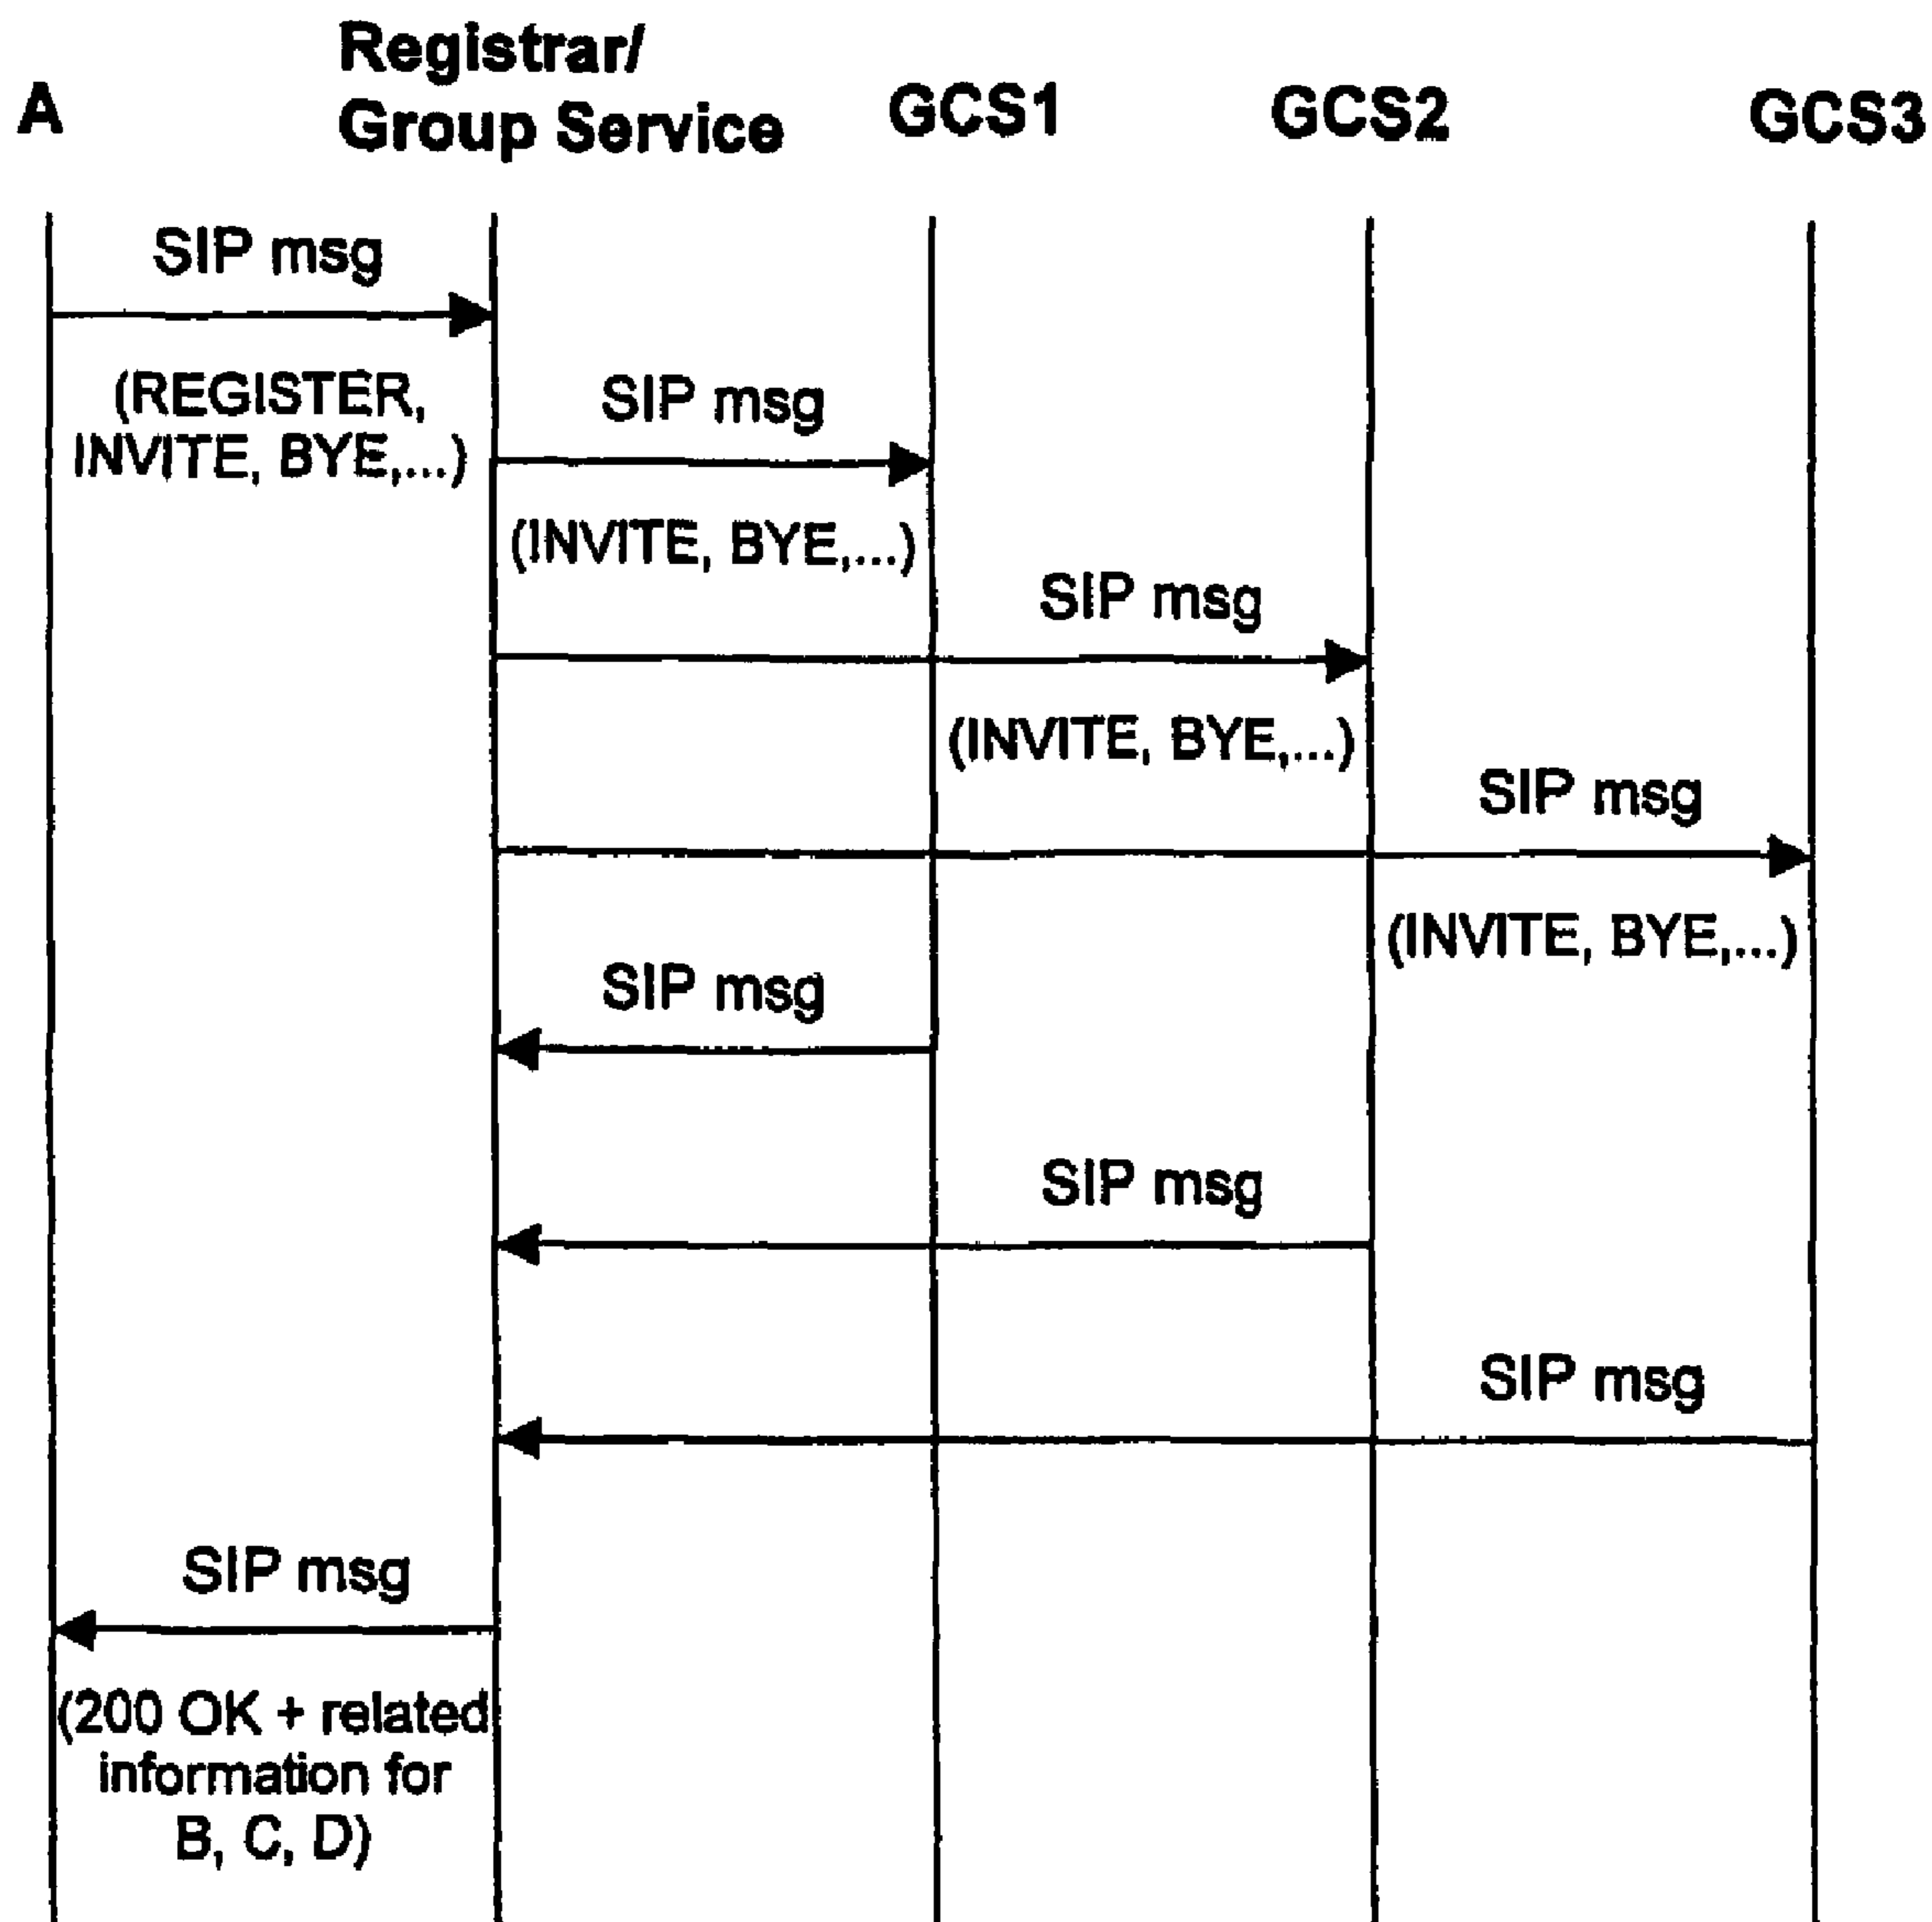 A
Registrar/
Group Service
GCS1
GCS2
GCS3
SIP msg
(REGISTER,
INVITE, BYE,...)
SIP msg
(INVITE, BYE,...)
SIP msg
(INVITE, BYE,...)
SIP msg
(INVITE, BYE,...)
SIP msg
SIP msg
SIP msg
SIP msg
(200 OK + related
information for
B, C, D)